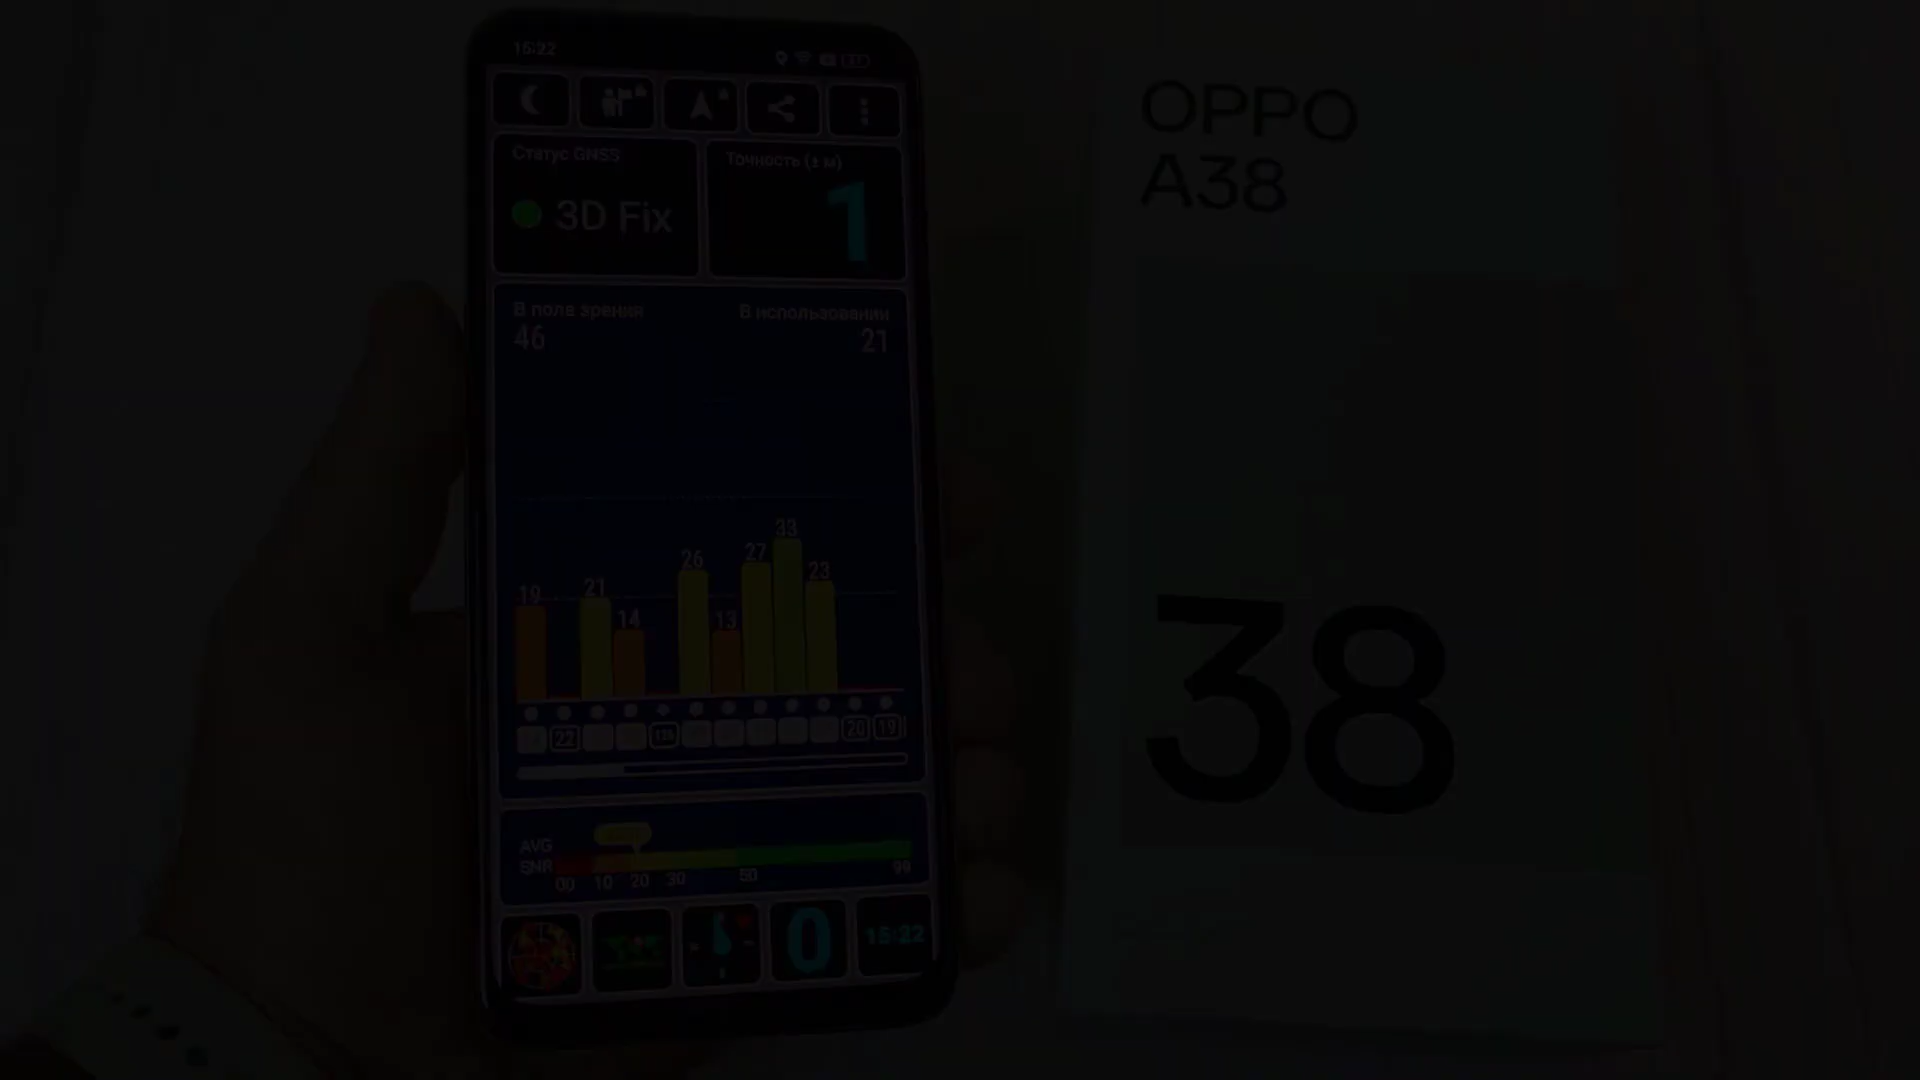 15:22
OPPO
A38
Статус GNSS
Точность (± м)
3D Fix
1
В поле зрения
В использовании
46
21
19
21
14
26
13
27
33
23
22
20
19
AVG
SNR
00 10 20 30 50 99
0
15:22
38